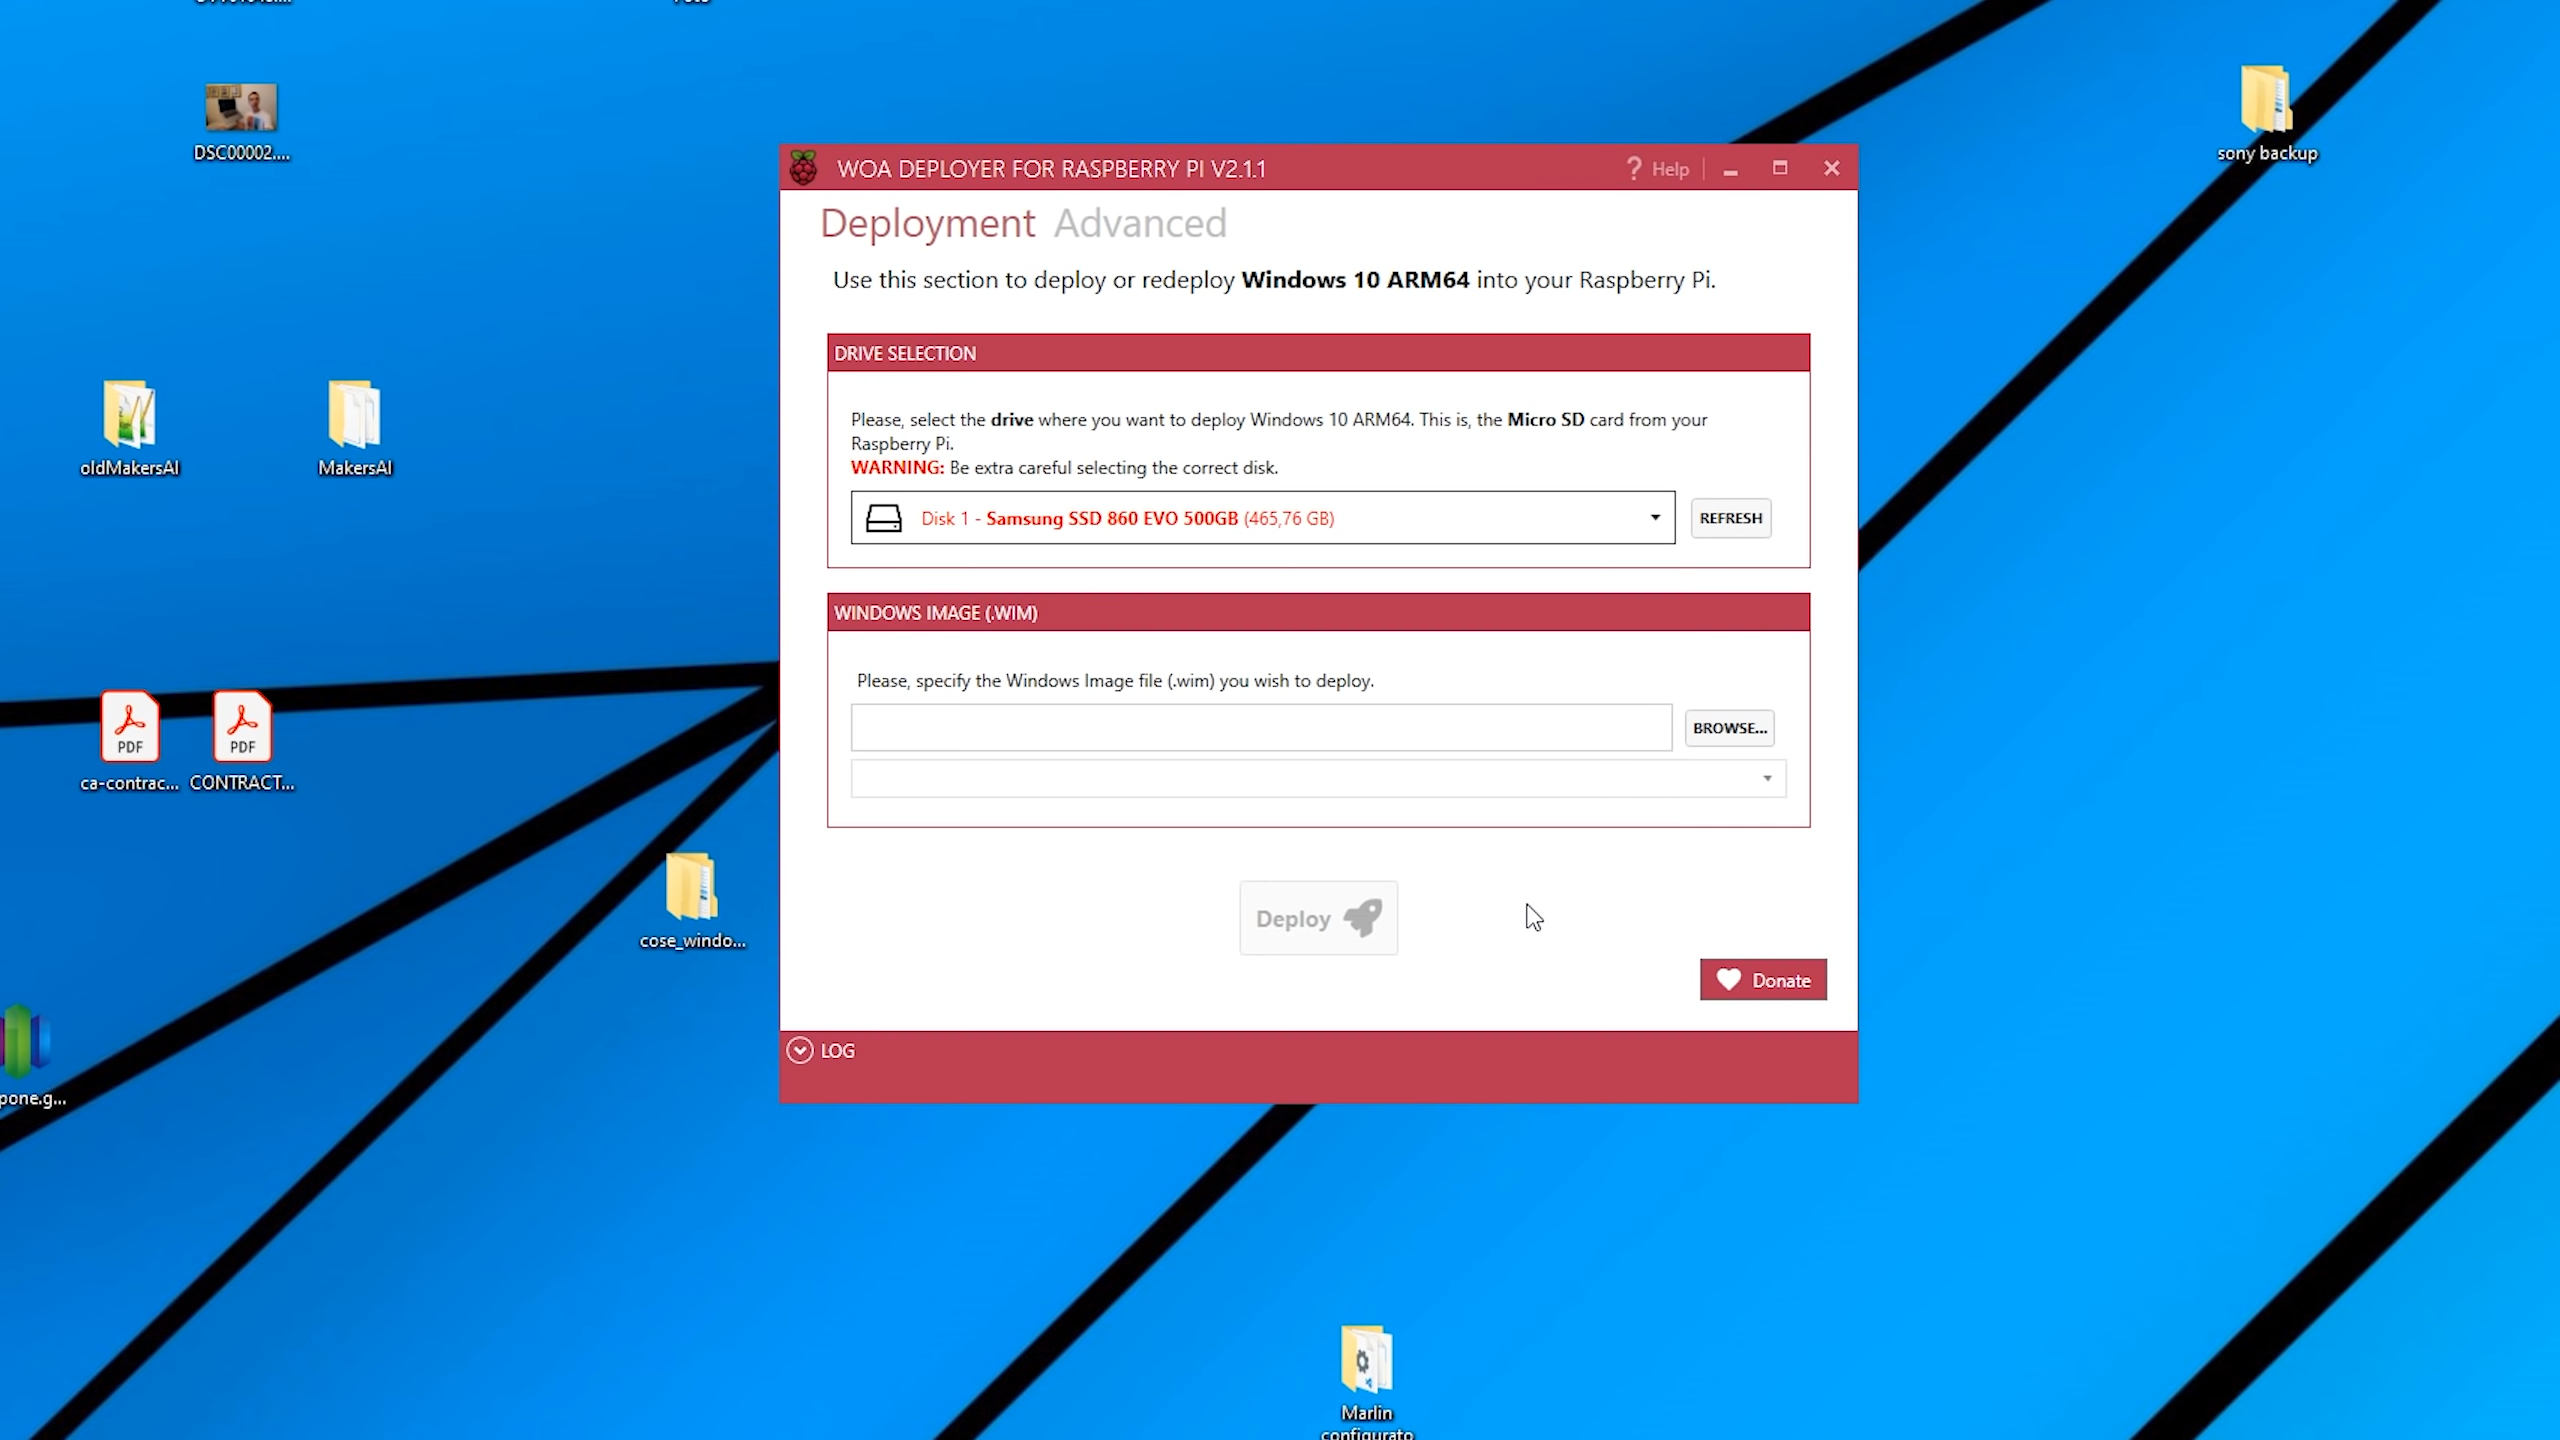 DSC00002....
sony backup
WOA DEPLOYER FOR RASPBERRY PI V2.1.1
Help
Deployment Advanced
Use this section to deploy or redeploy Windows 10 ARM64 into your Raspberry Pi.
DRIVE SELECTION
Please, select the drive where you want to deploy Windows 10 ARM64. This is, the Micro SD card from your
Raspberry Pi.
WARNING: Be extra careful selecting the correct disk.
Disk 1 - Samsung SSD 860 EVO 500GB (465,76 GB)
REFRESH
oldMakersAI
MakersAI
WINDOWS IMAGE (.WIM)
Please, specify the Windows Image file (.wim) you wish to deploy.
BROWSE...
PDF
PDF
ca-contrac...
CONTRACT...
cose_windo...
Deploy
Donate
LOG
pone.g...
Marlin
configurato